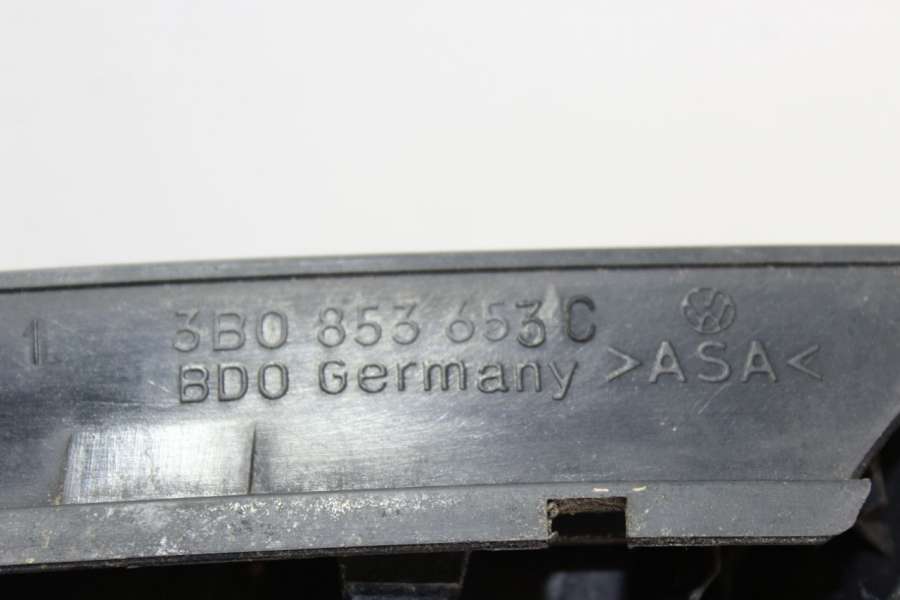 1
3B0 853 653 C
BDO Germany >ASA<